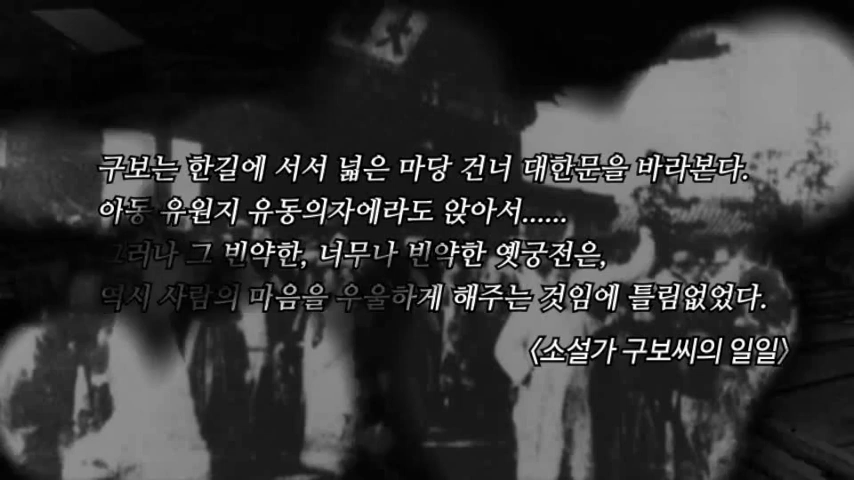 구보는 한길에 서서 넓은 마당 건너 대한문을 바라본다.
아동 유원지 유동의자에라도 앉아서......
그러나 그 빈약한, 너무나 빈약한 옛궁전은,
역시 사람의 마음을 우울하게 해주는 것임에 틀림없었다.
〈소설가 구보씨의 일일〉